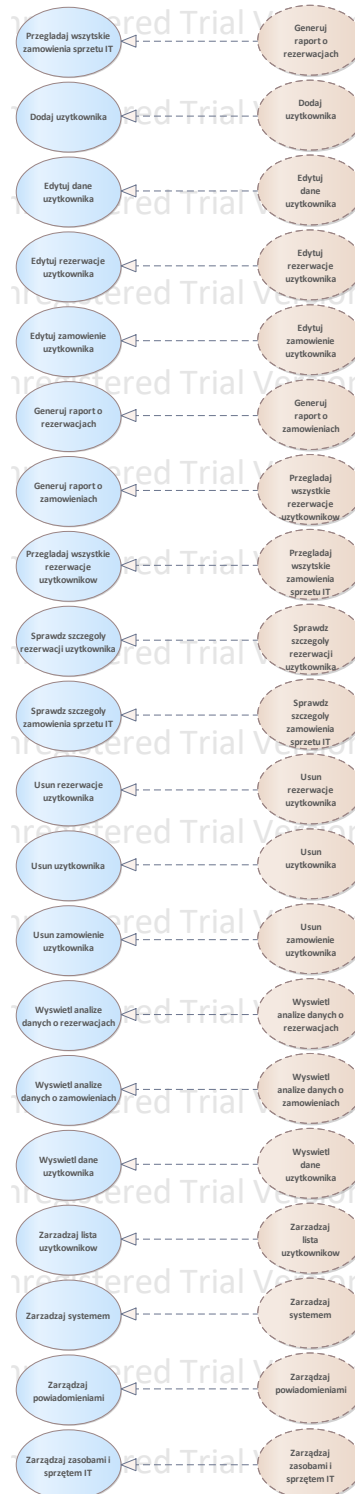 Przegladaj wszytskie
zamowienia sprzetu IT
Generuj
raport o
rezerwacjach
Dodaj uzytkownika
Dodaj
uzytkownika
Edytuj dane
uzytkownika
Edytuj
dane
uzytkownika
Edytuj rezerwacje
uzytkownika
Edytuj
rezerwacje
uzytkownika
Edytuj zamowienie
uzytkownika
Edytuj
zamowienie
uzytkownika
Generuj raport o
rezerwacjach
Generuj
raport o
zamowieniach
Generuj raport o
zamowieniach
Przegladaj
wszystkie
rezerwacje
uzytkownikow
Przegladaj wszystkie
rezerwacje
uzytkownikow
Przegladaj
wszytskie
zamowienia
sprzetu IT
Sprawdz szczegoly
rezerwacji uzytkownika
Sprawdz
szczegoly
rezerwacji
uzytkownika
Sprawdz szczegoly
zamowienia sprzetu IT
Sprawdz
szczegoly
zamowienia
sprzetu IT
Usun rezerwacje
uzytkownika
Usun
rezerwacje
uzytkownika
Usun uzytkownika
Usun
uzytkownika
Usun zamowienie
uzytkownika
Usun
zamowienie
uzytkownika
Wyswietl analize
danych o rezerwacjach
Wyswietl
analize
danych o
rezerwacjach
Wyswietl analize
danych o zamowieniach
Wyswietl
analize
danych o
zamowieniach
Wyswietl dane
uzytkownika
Wyswietl
dane
uzytkownika
Zarzadzaj lista
uzytkownikow
Zarzadzaj
lista
uzytkownikow
Zarzadzaj systemem
Zarzadzaj
systemem
Zarządzaj
powiadomieniami
Zarządzaj
powiadomieniami
Zarządzaj zasobami i
sprzętem IT
Zarządzaj
zasobami i
sprzętem IT